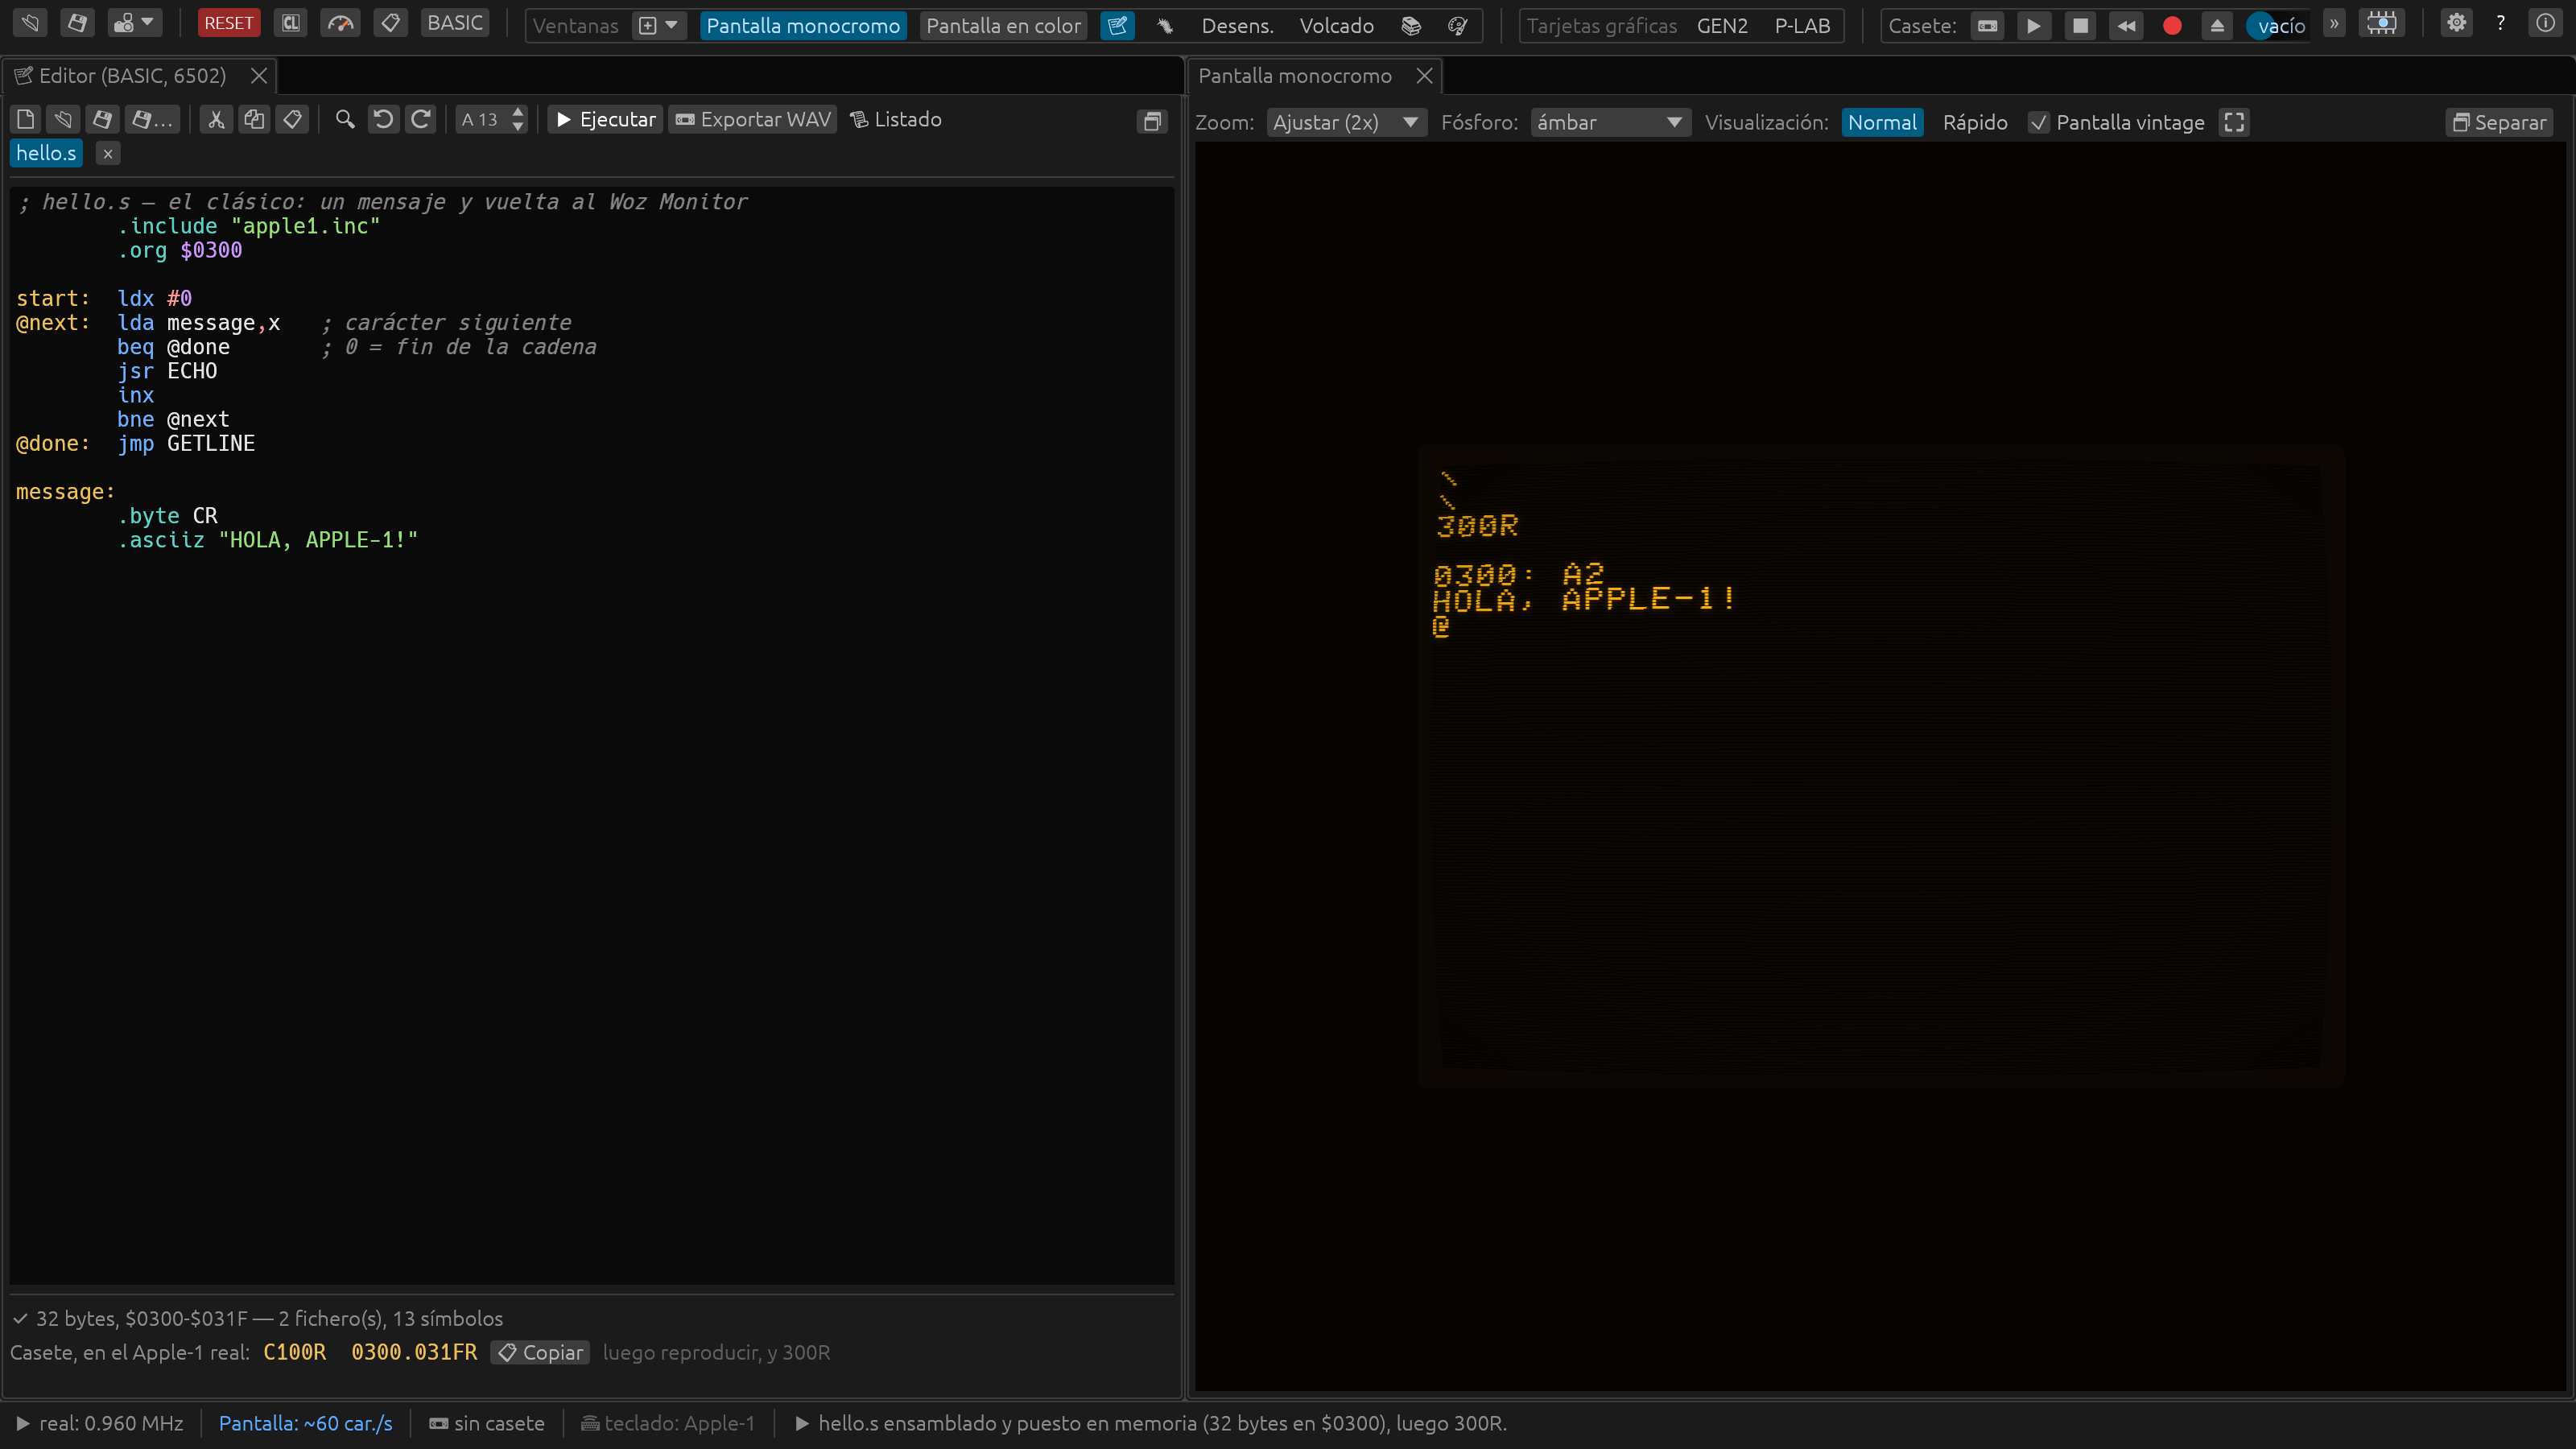 RESET CL BASIC Ventanas Pantalla monocromo Pantalla en color Desens. Volcado Tarjetas gráficas GEN2 P-LAB Casete: vacío » ?
Editor (BASIC, 6502)
A 13 Ejecutar Exportar WAV Listado
hello.s ×
; hello.s — el clásico: un mensaje y vuelta al Woz Monitor
.include "apple1.inc"
.org $0300
start: ldx #0
@next: lda message,x ; carácter siguiente
beq @done ; 0 = fin de la cadena
jsr ECHO
inx
bne @next
@done: jmp GETLINE
message:
.byte CR
.asciiz "HOLA, APPLE-1!"
✓ 32 bytes, $0300-$031F — 2 fichero(s), 13 símbolos
Casete, en el Apple-1 real: C100R 0300.031FR Copiar luego reproducir, y 300R
Pantalla monocromo
Zoom: Ajustar (2x) Fósforo: ámbar Visualización: Normal Rápido ✓ Pantalla vintage Separar
\
\
300R
0300: A2
HOLA, APPLE-1!
@
real: 0.960 MHz Pantalla: ~60 car./s sin casete teclado: Apple-1 hello.s ensamblado y puesto en memoria (32 bytes en $0300), luego 300R.